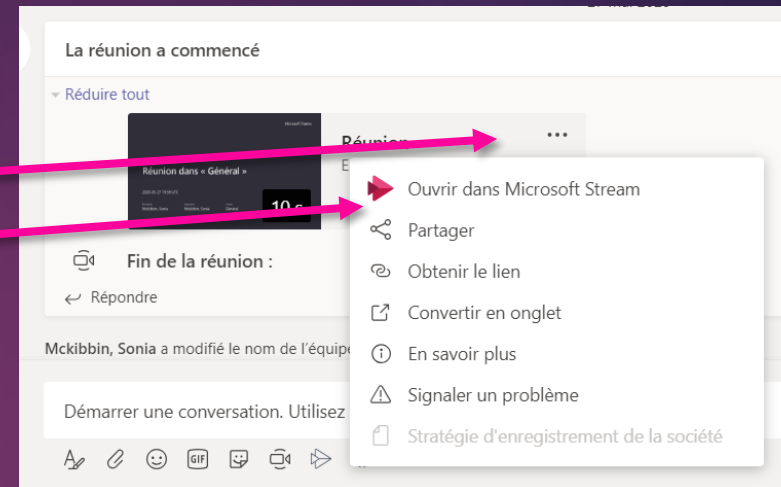 La réunion a commencé
Réduire tout
Microsoft Teams
Réunion dans « Général »
Réunion
...
Ouvrir dans Microsoft Stream
Partager
Fin de la réunion :
Obtenir le lien
Répondre
Convertir en onglet
Mckibbin, Sonia a modifié le nom de l'équipe
En savoir plus
Signaler un problème
Démarrer une conversation. Utilisez
Stratégie d'enregistrement de la société
GIF